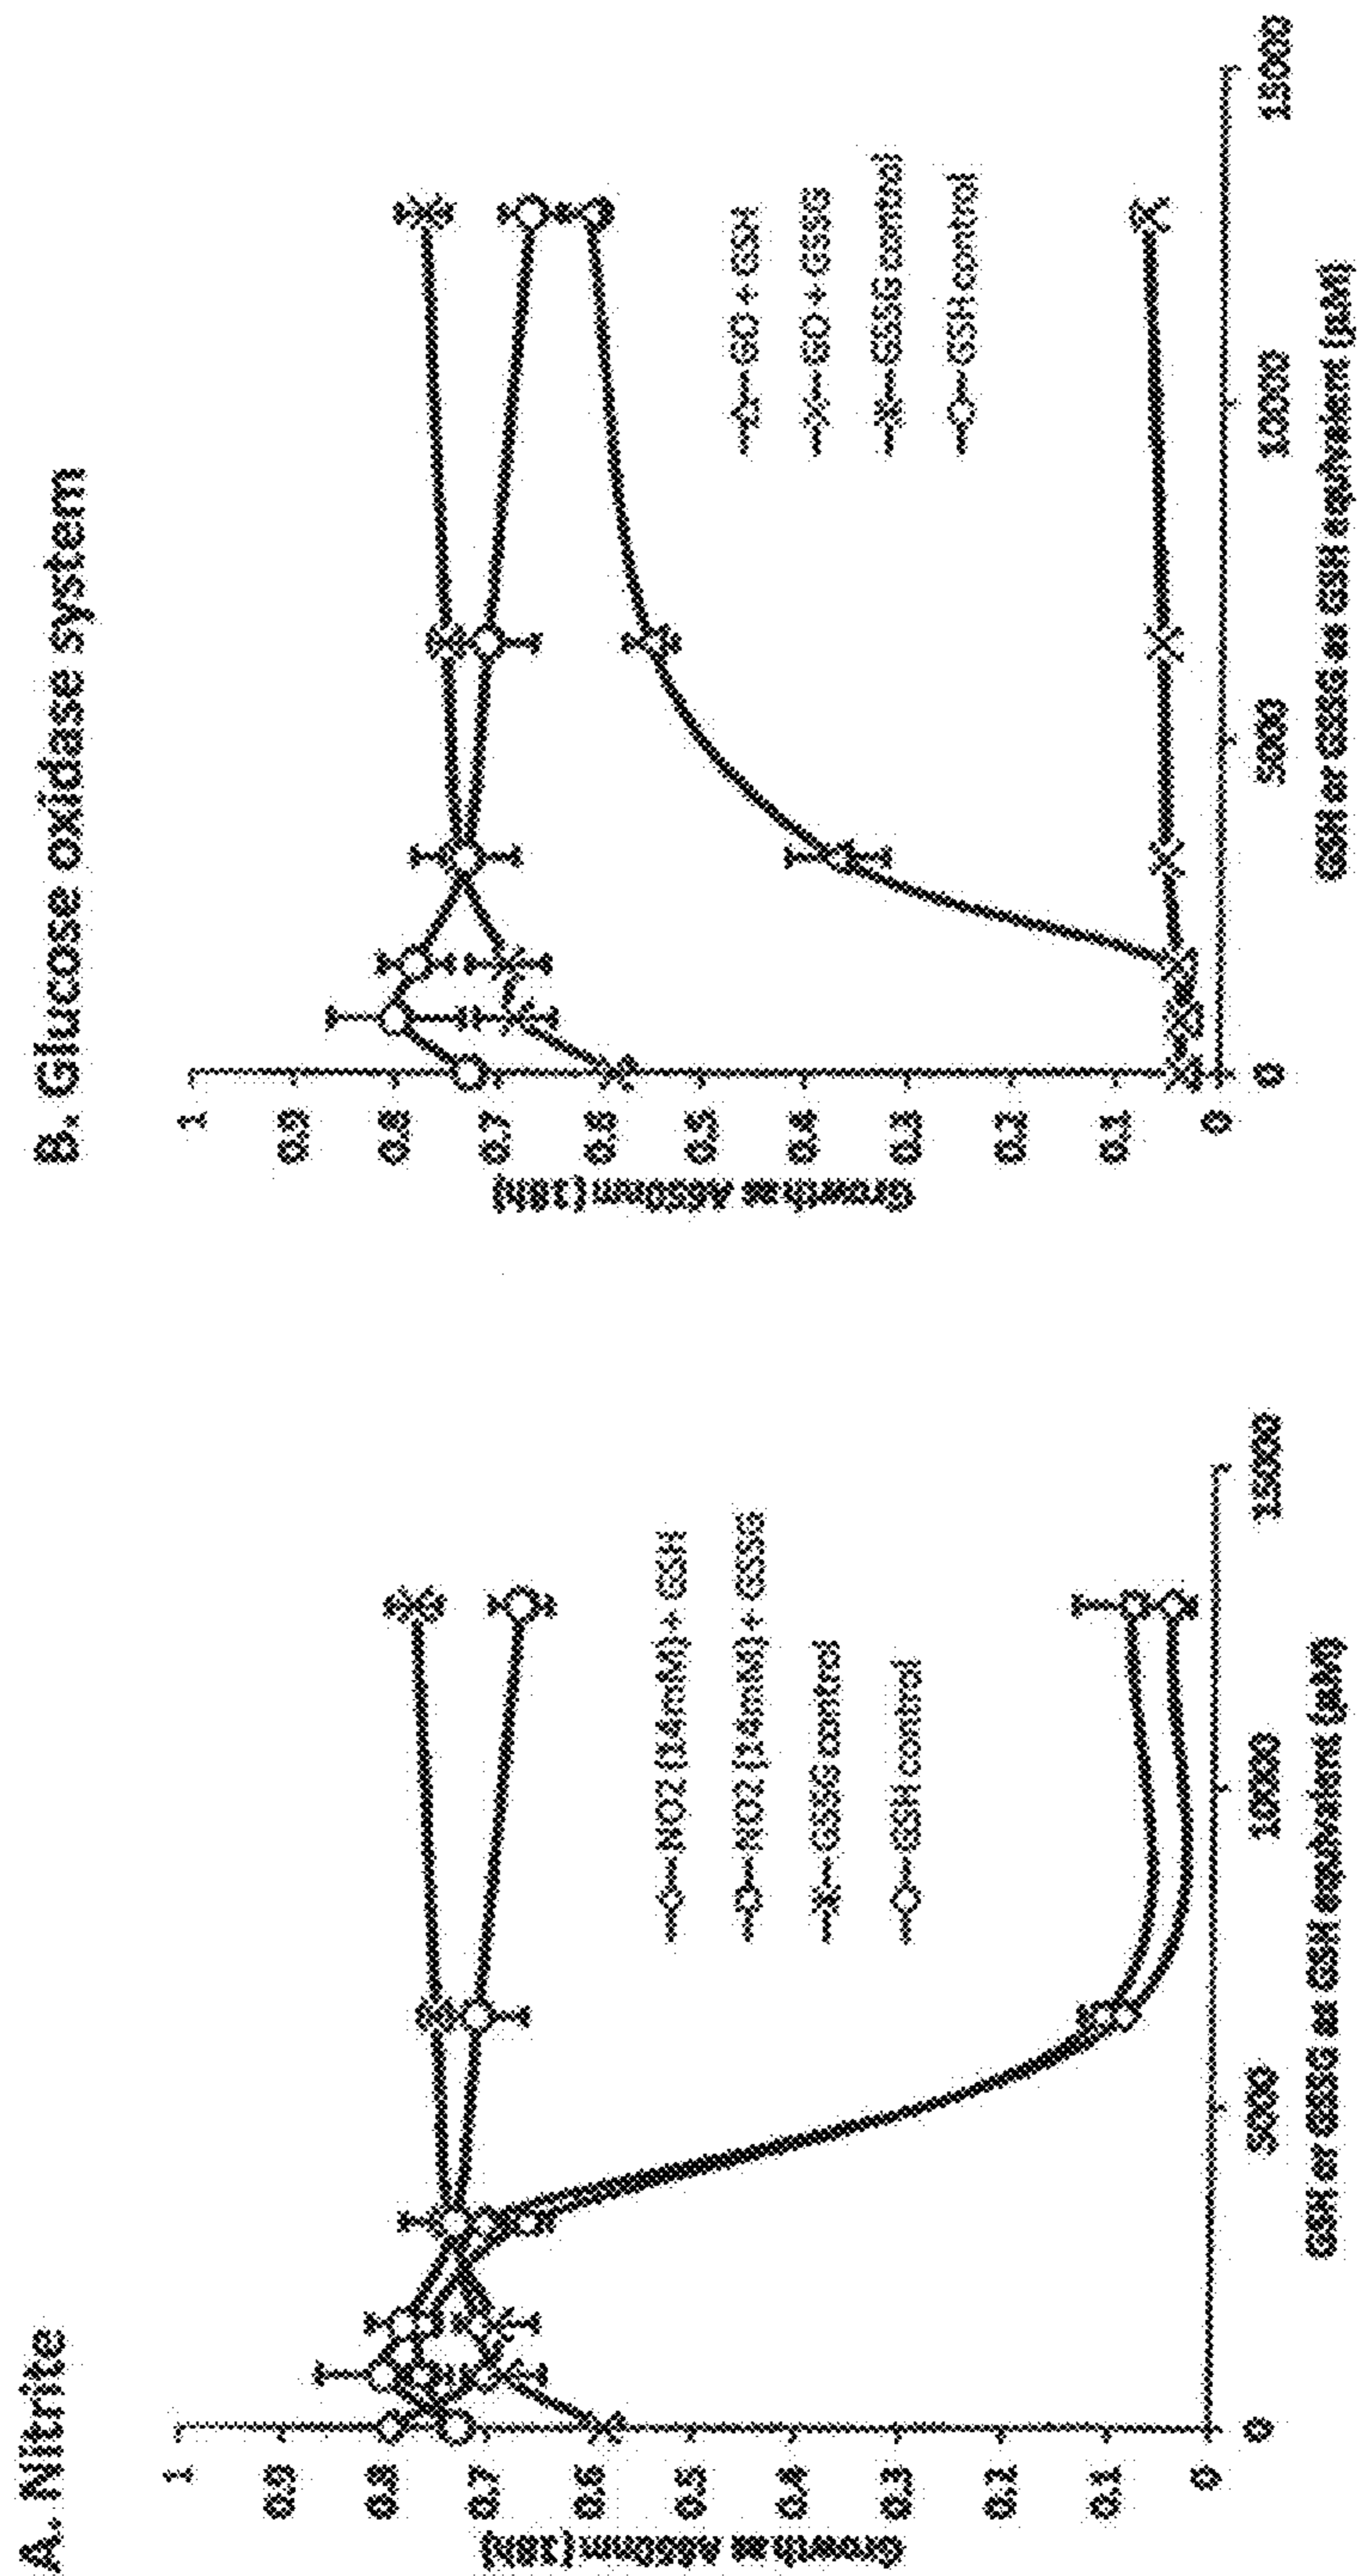 A. Nitrite
Growth as A650nm (18h)
1
0.9
0.8
0.7
0.6
0.5
0.4
0.3
0.2
0.1
0
0
5000
10000
15000
GSH or GSSG as GSH equivalent (µM)
NO2 [14mM] + GSH
NO2 [14mM] + GSSG
GSSG control
GSH control
B. Glucose oxidase system
Growth as A650nm (18h)
1
0.9
0.8
0.7
0.6
0.5
0.4
0.3
0.2
0.1
0
0
5000
10000
15000
GSH or GSSG as GSH equivalent (µM)
GO + GSH
GO + GSSG
GSSG control
GSH control